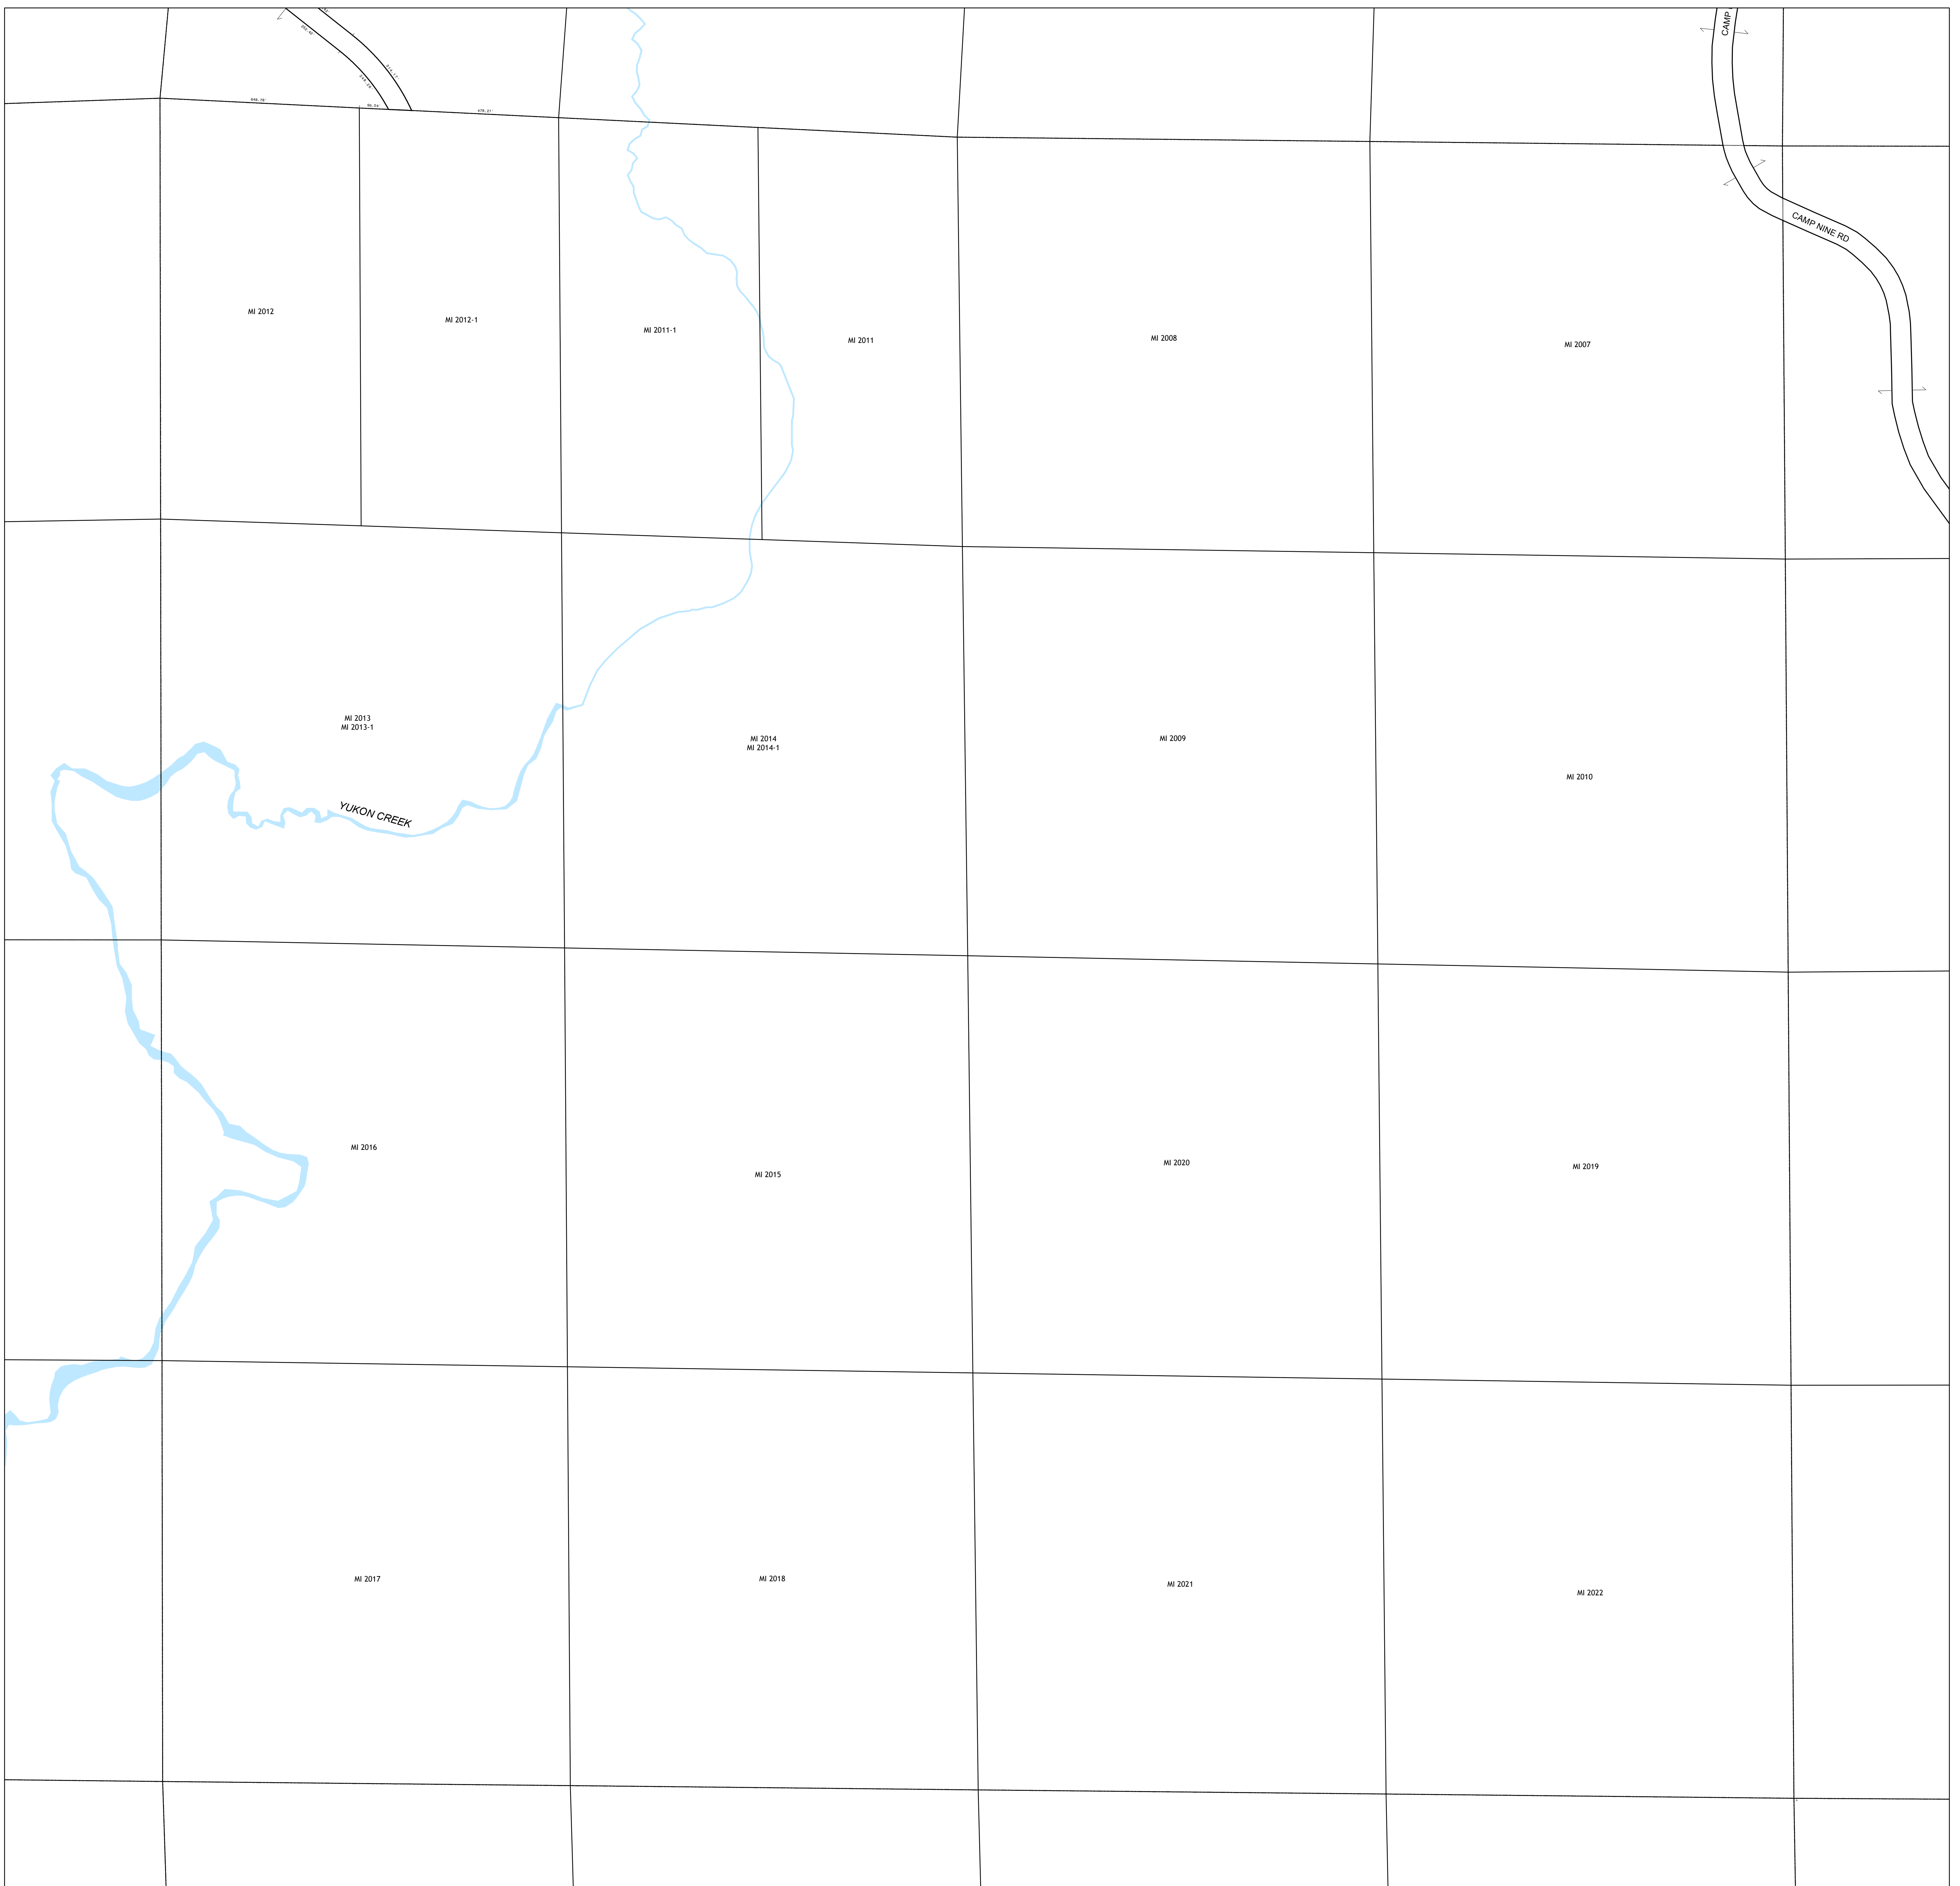 CAMP
CAMP NINE RD
MI 2012
MI 2012-1
MI 2011-1
MI 2011
MI 2008
MI 2007
MI 2013
MI 2013-1
MI 2014
MI 2014-1
MI 2009
MI 2010
YUKON CREEK
MI 2016
MI 2015
MI 2020
MI 2019
MI 2017
MI 2018
MI 2021
MI 2022